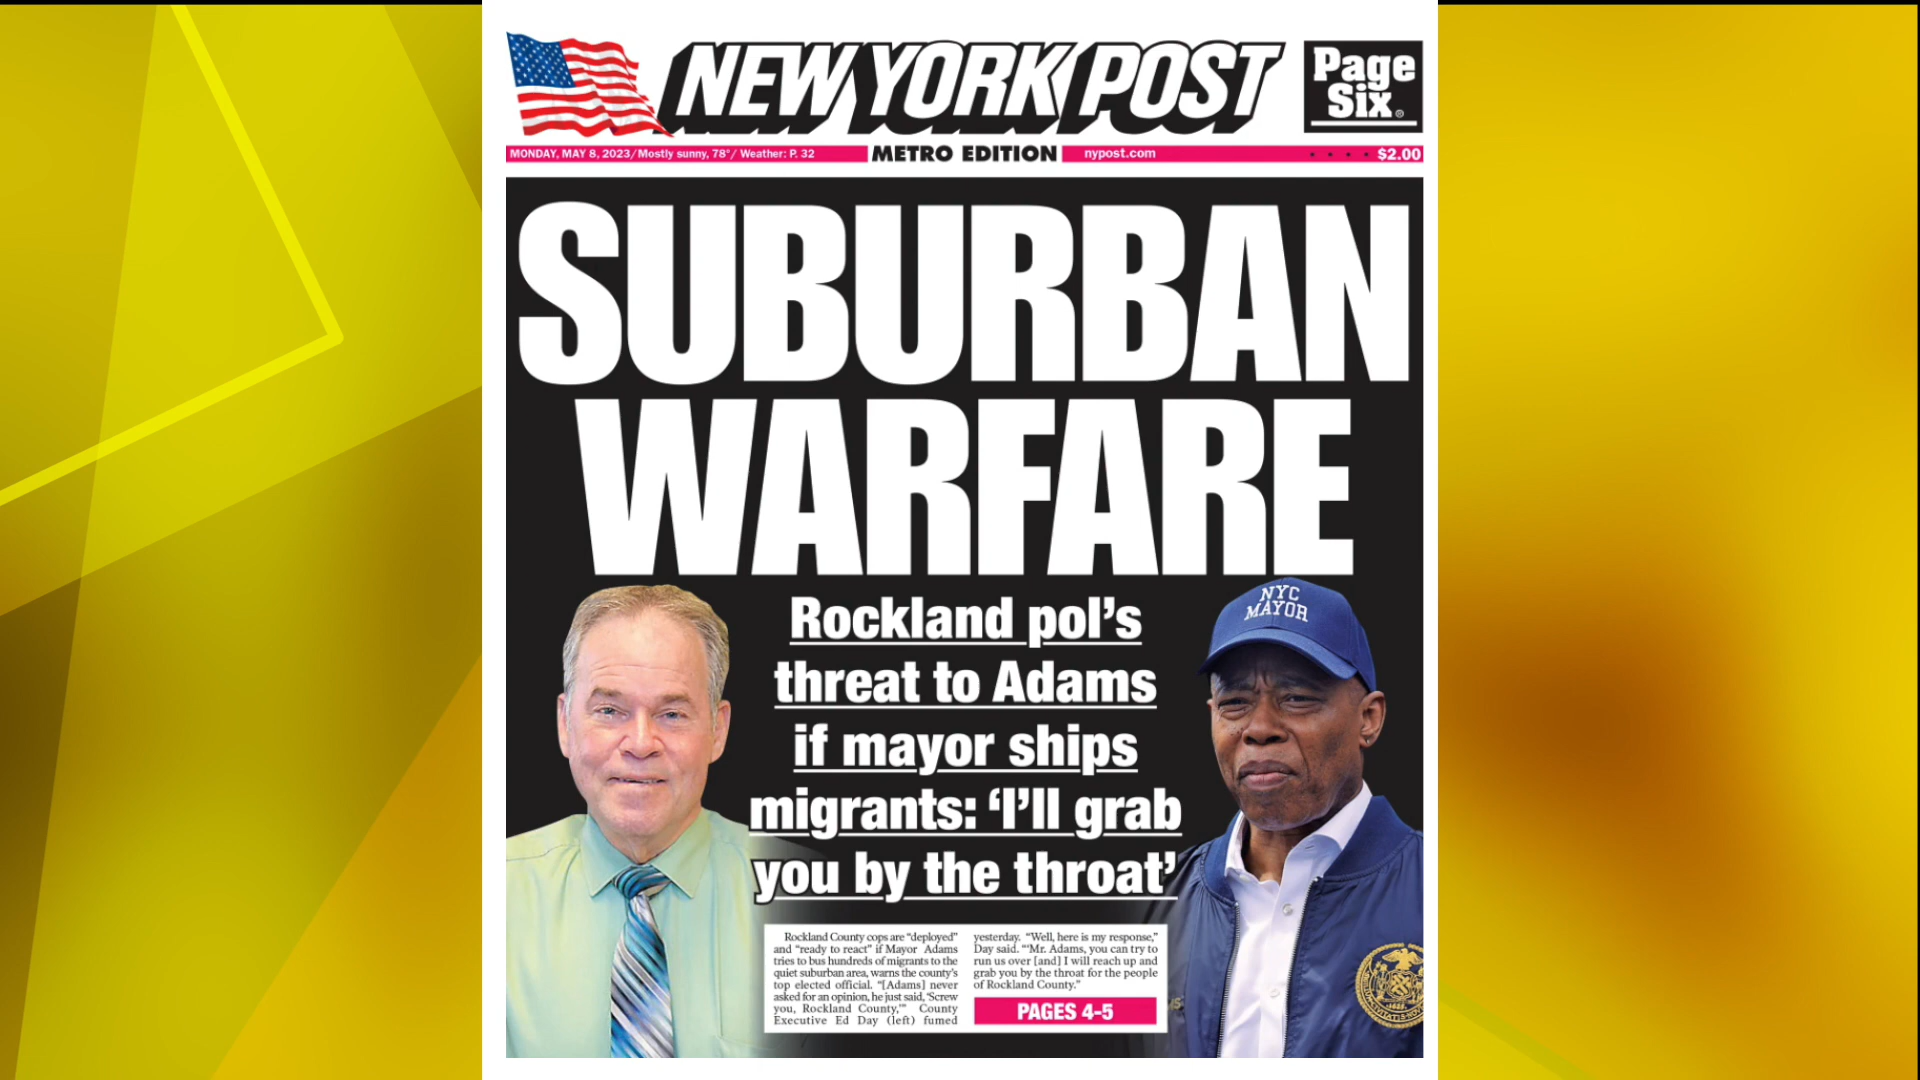 NEW YORK POST
Page
Six®
MONDAY, MAY 8, 2023/Mostly sunny, 78°/ Weather: P. 32
METRO EDITION
nypost.com
$2.00
SUBURBAN
WARFARE
Rockland pol’s
threat to Adams
if mayor ships
migrants: ‘I’ll grab
you by the throat’
NYC
MAYOR
Rockland County cops are “deployed”
and “ready to react” if Mayor Adams
tries to bus hundreds of migrants to the
quiet suburban area, warns the county’s
top elected official. “[Adams] never
asked for an opinion, he just said, ‘Screw
you, Rockland County,’” County
Executive Ed Day (left) fumed
yesterday. “Well, here is my response,”
Day said. “‘Mr. Adams, you can try to
run us over [and] I will reach up and
grab you by the throat for the people
of Rockland County.”
PAGES 4-5